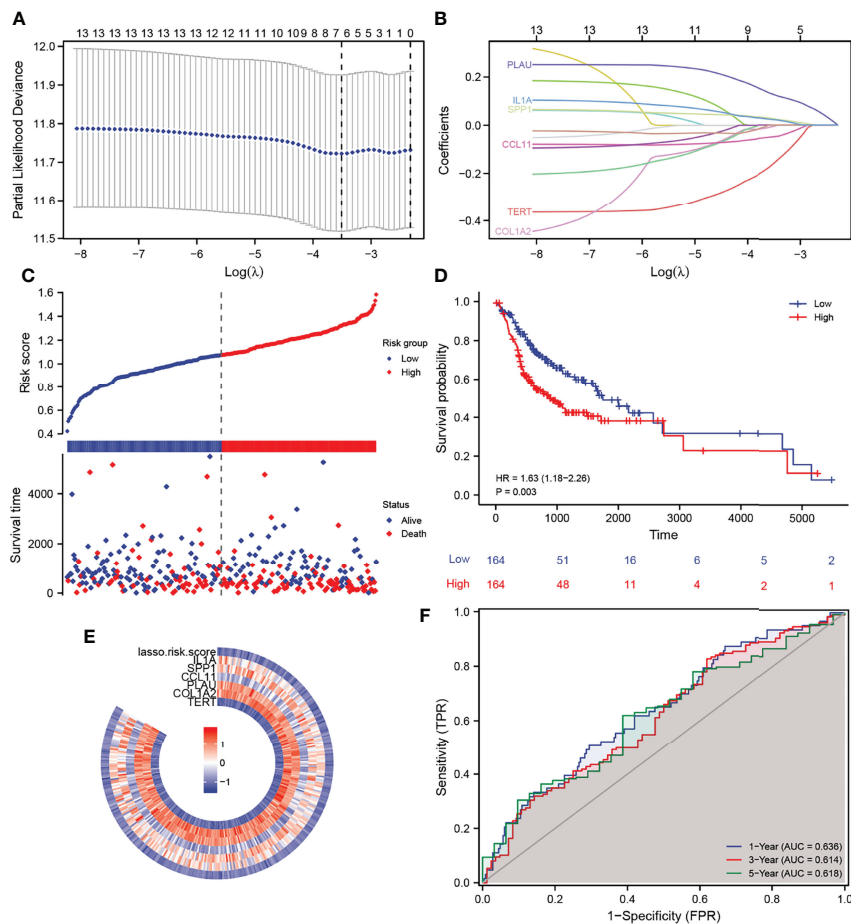 A
13 13 13 13 13 13 13 12 12 11 11 10 9 8 8 7 6 5 5 3 1 1 0
12.0
11.9
11.8
11.7
11.6
11.5
Partial Likelihood Deviance
−8 −7 −6 −5 −4 −3
Log(λ)
B
13 13 13 11 9 5
0.2
0.0
−0.2
−0.4
Coefficients
PLAU
IL1A
SPP1
CCL11
TERT
COL1A2
−8 −7 −6 −5 −4 −3
Log(λ)
C
1.6
1.4
1.2
1.0
0.8
0.6
0.4
Risk score
Risk group
Low
High
4000
2000
0
Survival time
Status
Alive
Death
D
1.0
0.8
0.6
0.4
0.2
0.0
Survival probability
Low
High
HR = 1.63 (1.18−2.26)
P = 0.003
0 1000 2000 3000 4000 5000
Time
Low 164 51 16 6 5 2
High 164 48 11 4 2 1
E
lasso.risk.score
IL1A
SPP1
CCL11
PLAU
COL1A2
TERT
1
0
−1
F
1.0
0.8
0.6
0.4
0.2
0.0
Sensitivity (TPR)
1−Year (AUC = 0.636)
3−Year (AUC = 0.614)
5−Year (AUC = 0.618)
0.0 0.2 0.4 0.6 0.8 1.0
1−Specificity (FPR)